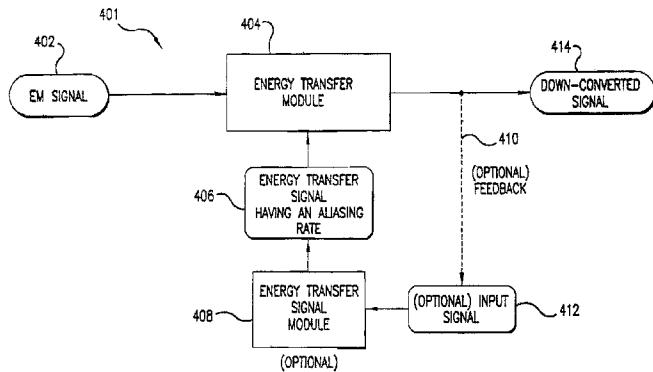 401
402
EM SIGNAL
404
ENERGY TRANSFER
MODULE
414
DOWN-CONVERTED
SIGNAL
410
(OPTIONAL)
FEEDBACK
406
ENERGY TRANSFER
SIGNAL
HAVING AN ALIASING
RATE
408
ENERGY TRANSFER
SIGNAL
MODULE
(OPTIONAL)
(OPTIONAL) INPUT
SIGNAL
412